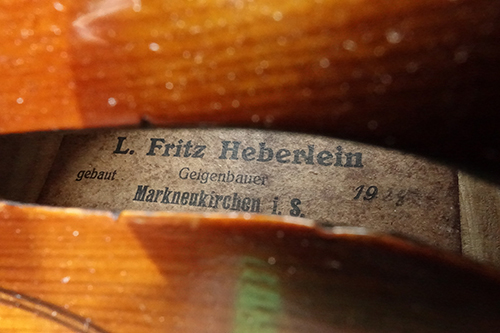 L. Fritz Heberlein
gebaut Geigenbauer 19
Markneukirchen i. S.